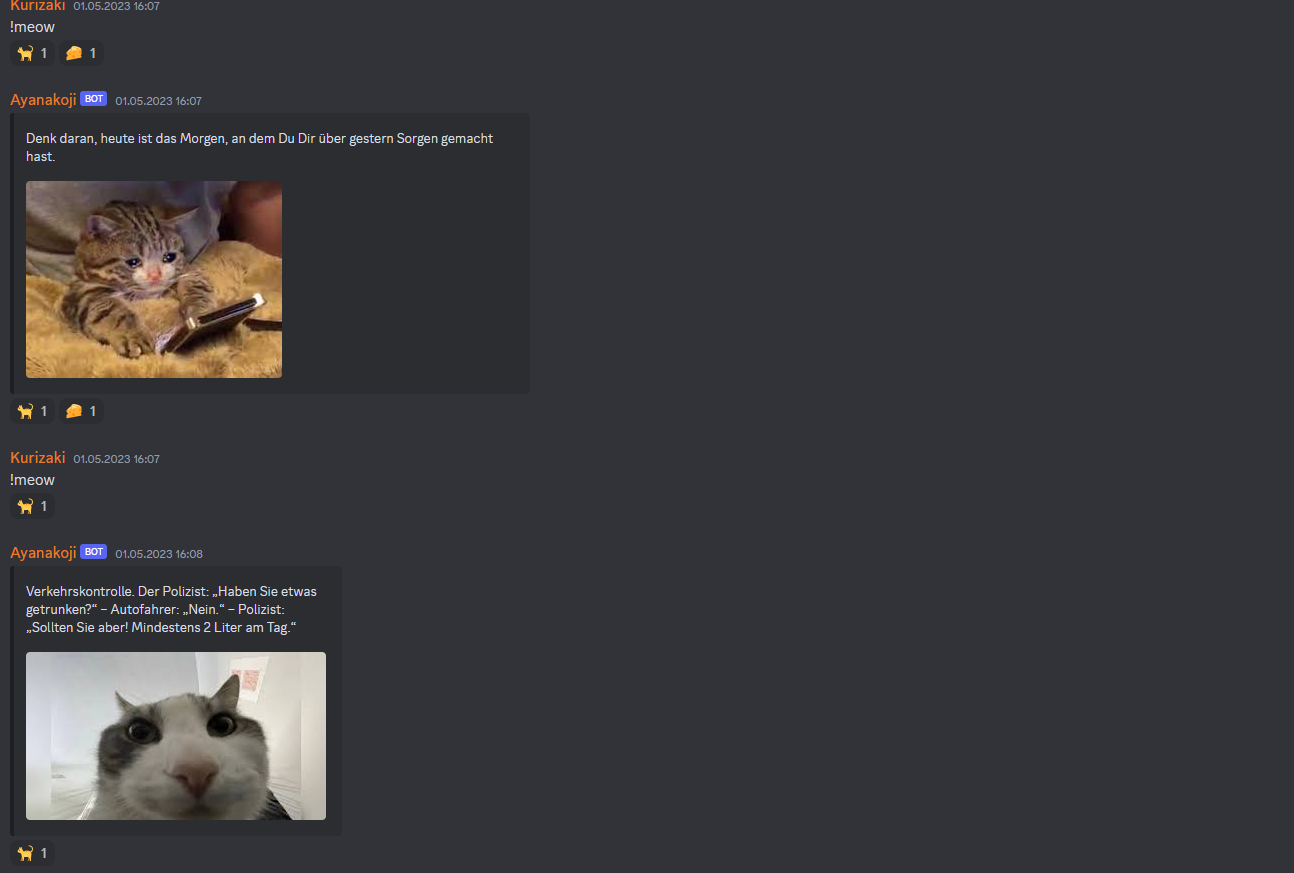 Kurizaki 01.05.2023 16:07
!meow
1 1
Ayanakoji BOT 01.05.2023 16:07
Denk daran, heute ist das Morgen, an dem Du Dir über gestern Sorgen gemacht
hast.
1 1
Kurizaki 01.05.2023 16:07
!meow
1
Ayanakoji BOT 01.05.2023 16:08
Verkehrskontrolle. Der Polizist: „Haben Sie etwas
getrunken?“ – Autofahrer: „Nein.“ – Polizist:
„Sollten Sie aber! Mindestens 2 Liter am Tag.“
1